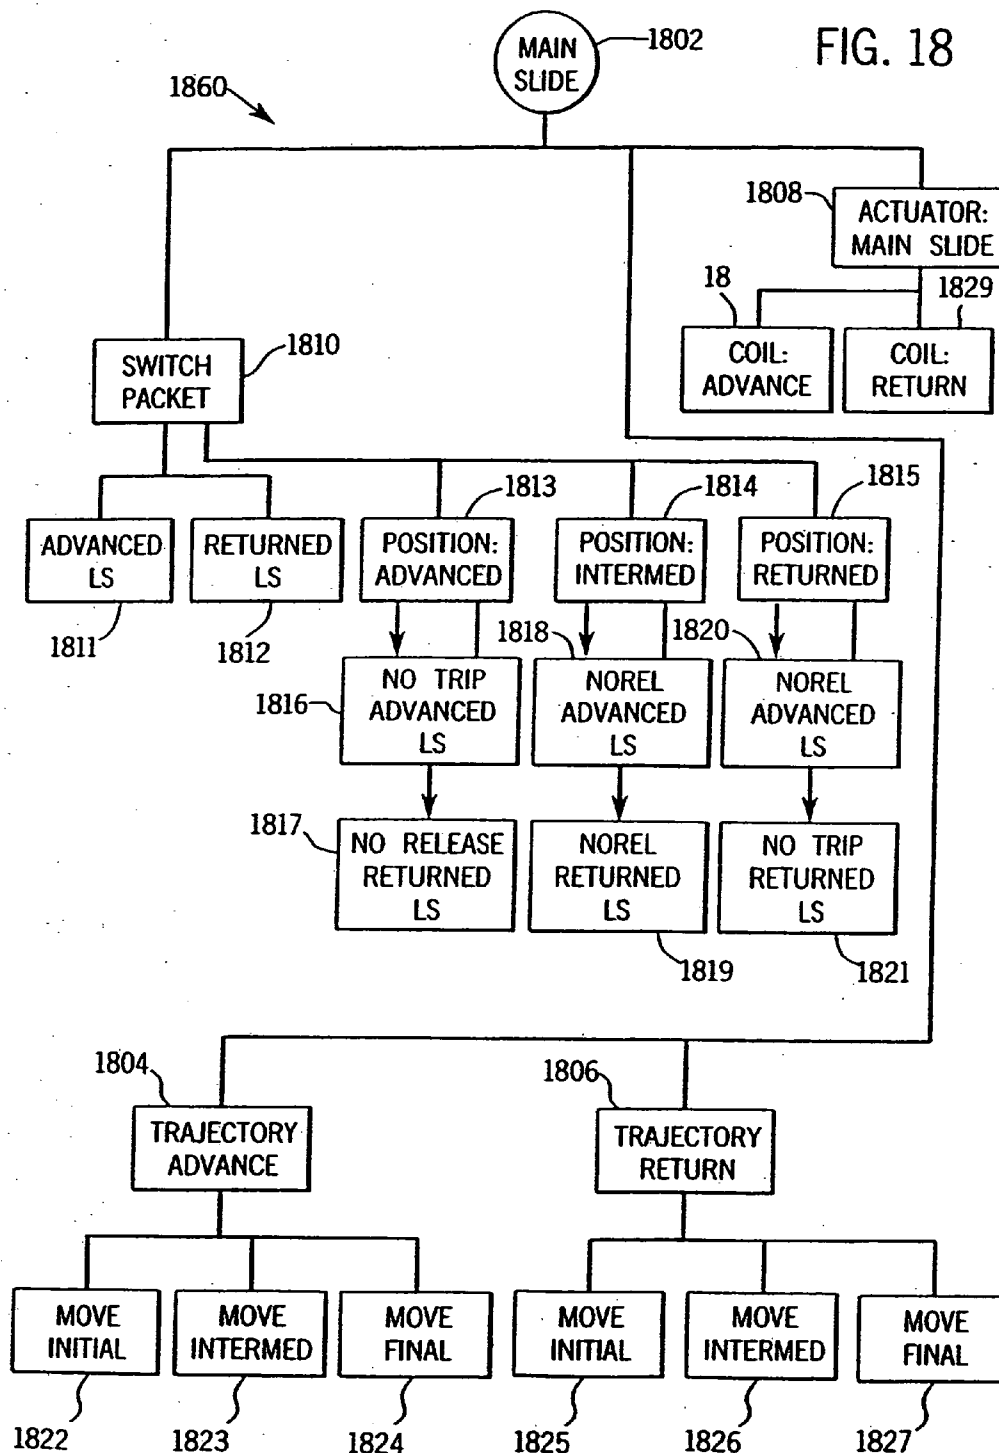 FIG. 18
MAIN
SLIDE
1802
1860
1808
ACTUATOR:
MAIN SLIDE
18
1829
COIL:
ADVANCE
COIL:
RETURN
1810
SWITCH
PACKET
1813
1814
1815
ADVANCED
LS
RETURNED
LS
POSITION:
ADVANCED
POSITION:
INTERMED
POSITION:
RETURNED
1811
1812
1818
1820
1816
NO TRIP
ADVANCED
LS
NOREL
ADVANCED
LS
NOREL
ADVANCED
LS
1817
NO RELEASE
RETURNED
LS
NOREL
RETURNED
LS
NO TRIP
RETURNED
LS
1819
1821
1804
1806
TRAJECTORY
ADVANCE
TRAJECTORY
RETURN
MOVE
INITIAL
MOVE
INTERMED
MOVE
FINAL
MOVE
INITIAL
MOVE
INTERMED
MOVE
FINAL
1822
1823
1824
1825
1826
1827